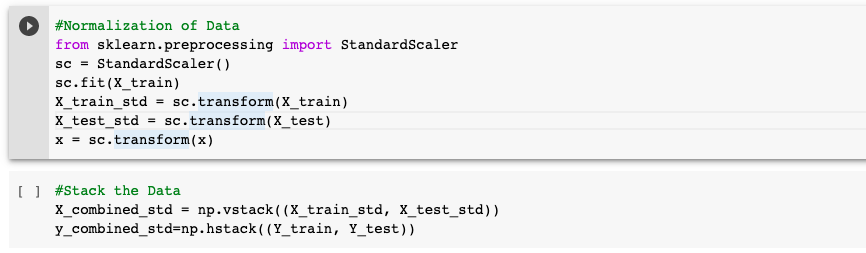 #Normalization of Data
from sklearn.preprocessing import StandardScaler
sc = StandardScaler()
sc.fit(X_train)
X_train_std = sc.transform(X_train)
X_test_std = sc.transform(X_test)
x = sc.transform(x)
[ ] #Stack the Data
X_combined_std = np.vstack((X_train_std, X_test_std))
y_combined_std=np.hstack((Y_train, Y_test))